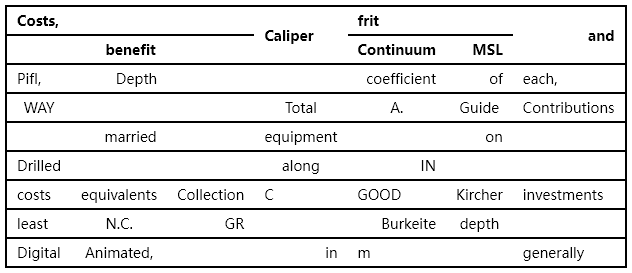 Costs, Caliper frit and
benefit Continuum MSL
Pifl, Depth coefficient of each,
WAY Total A. Guide Contributions
married equipment on
Drilled along IN
costs equivalents Collection C GOOD Kircher investments
least N.C. GR Burkeite depth
Digital Animated, in m generally